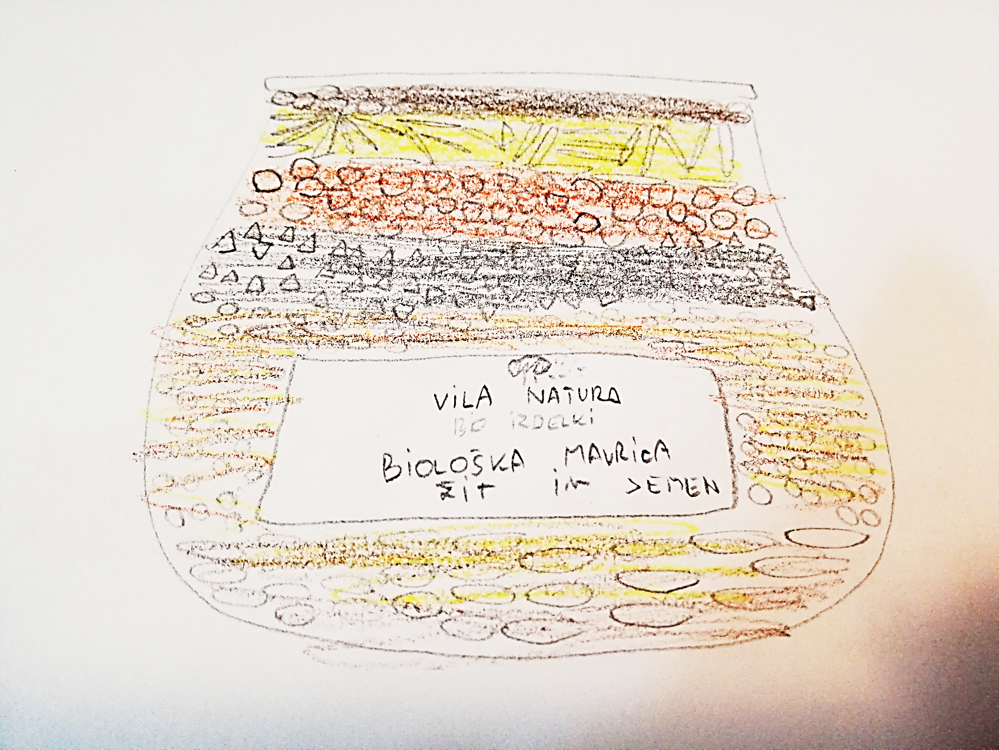 VILA NATURA
BIO IZDELKI
BIOLOŠKA MAVRICA
ŽIT in SEMEN